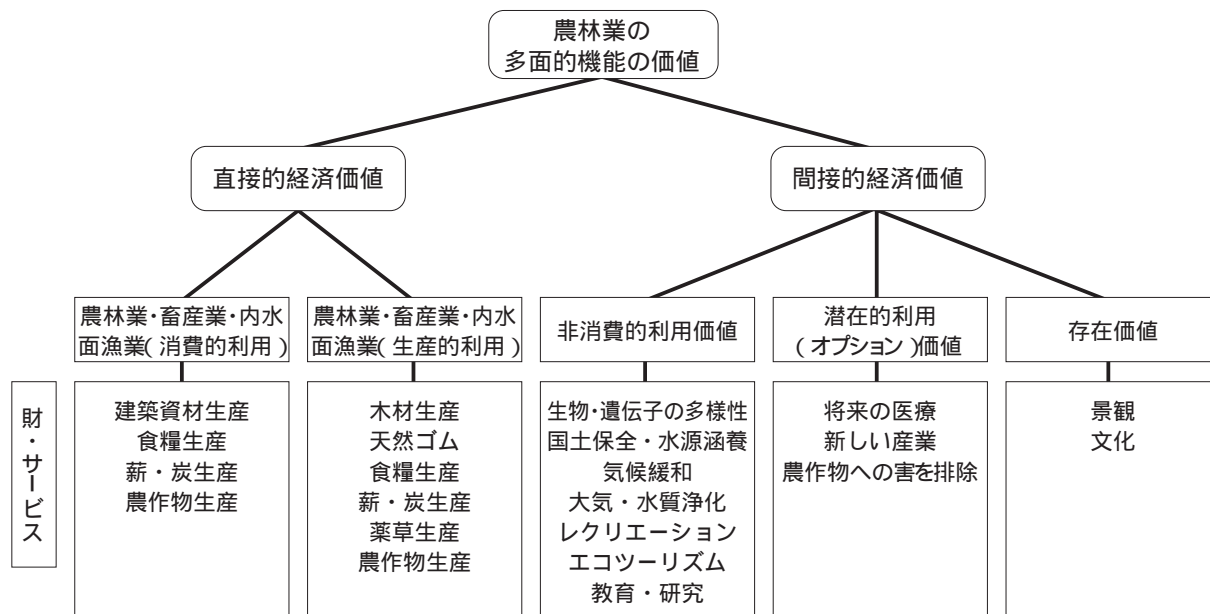 農林業の
多面的機能の価値
直接的経済価値
間接的経済価値
農林業・畜産業・内水
面漁業(消費的利用)
農林業・畜産業・内水
面漁業(生産的利用)
非消費的利用価値
潜在的利用
(オプション)価値
存在価値
財・サービス
建築資材生産
食糧生産
薪・炭生産
農作物生産
木材生産
天然ゴム
食糧生産
薪・炭生産
薬草生産
農作物生産
生物・遺伝子の多様性
国土保全・水源涵養
気候緩和
大気・水質浄化
レクリエーション
エコツーリズム
教育・研究
将来の医療
新しい産業
農作物への害を排除
景観
文化